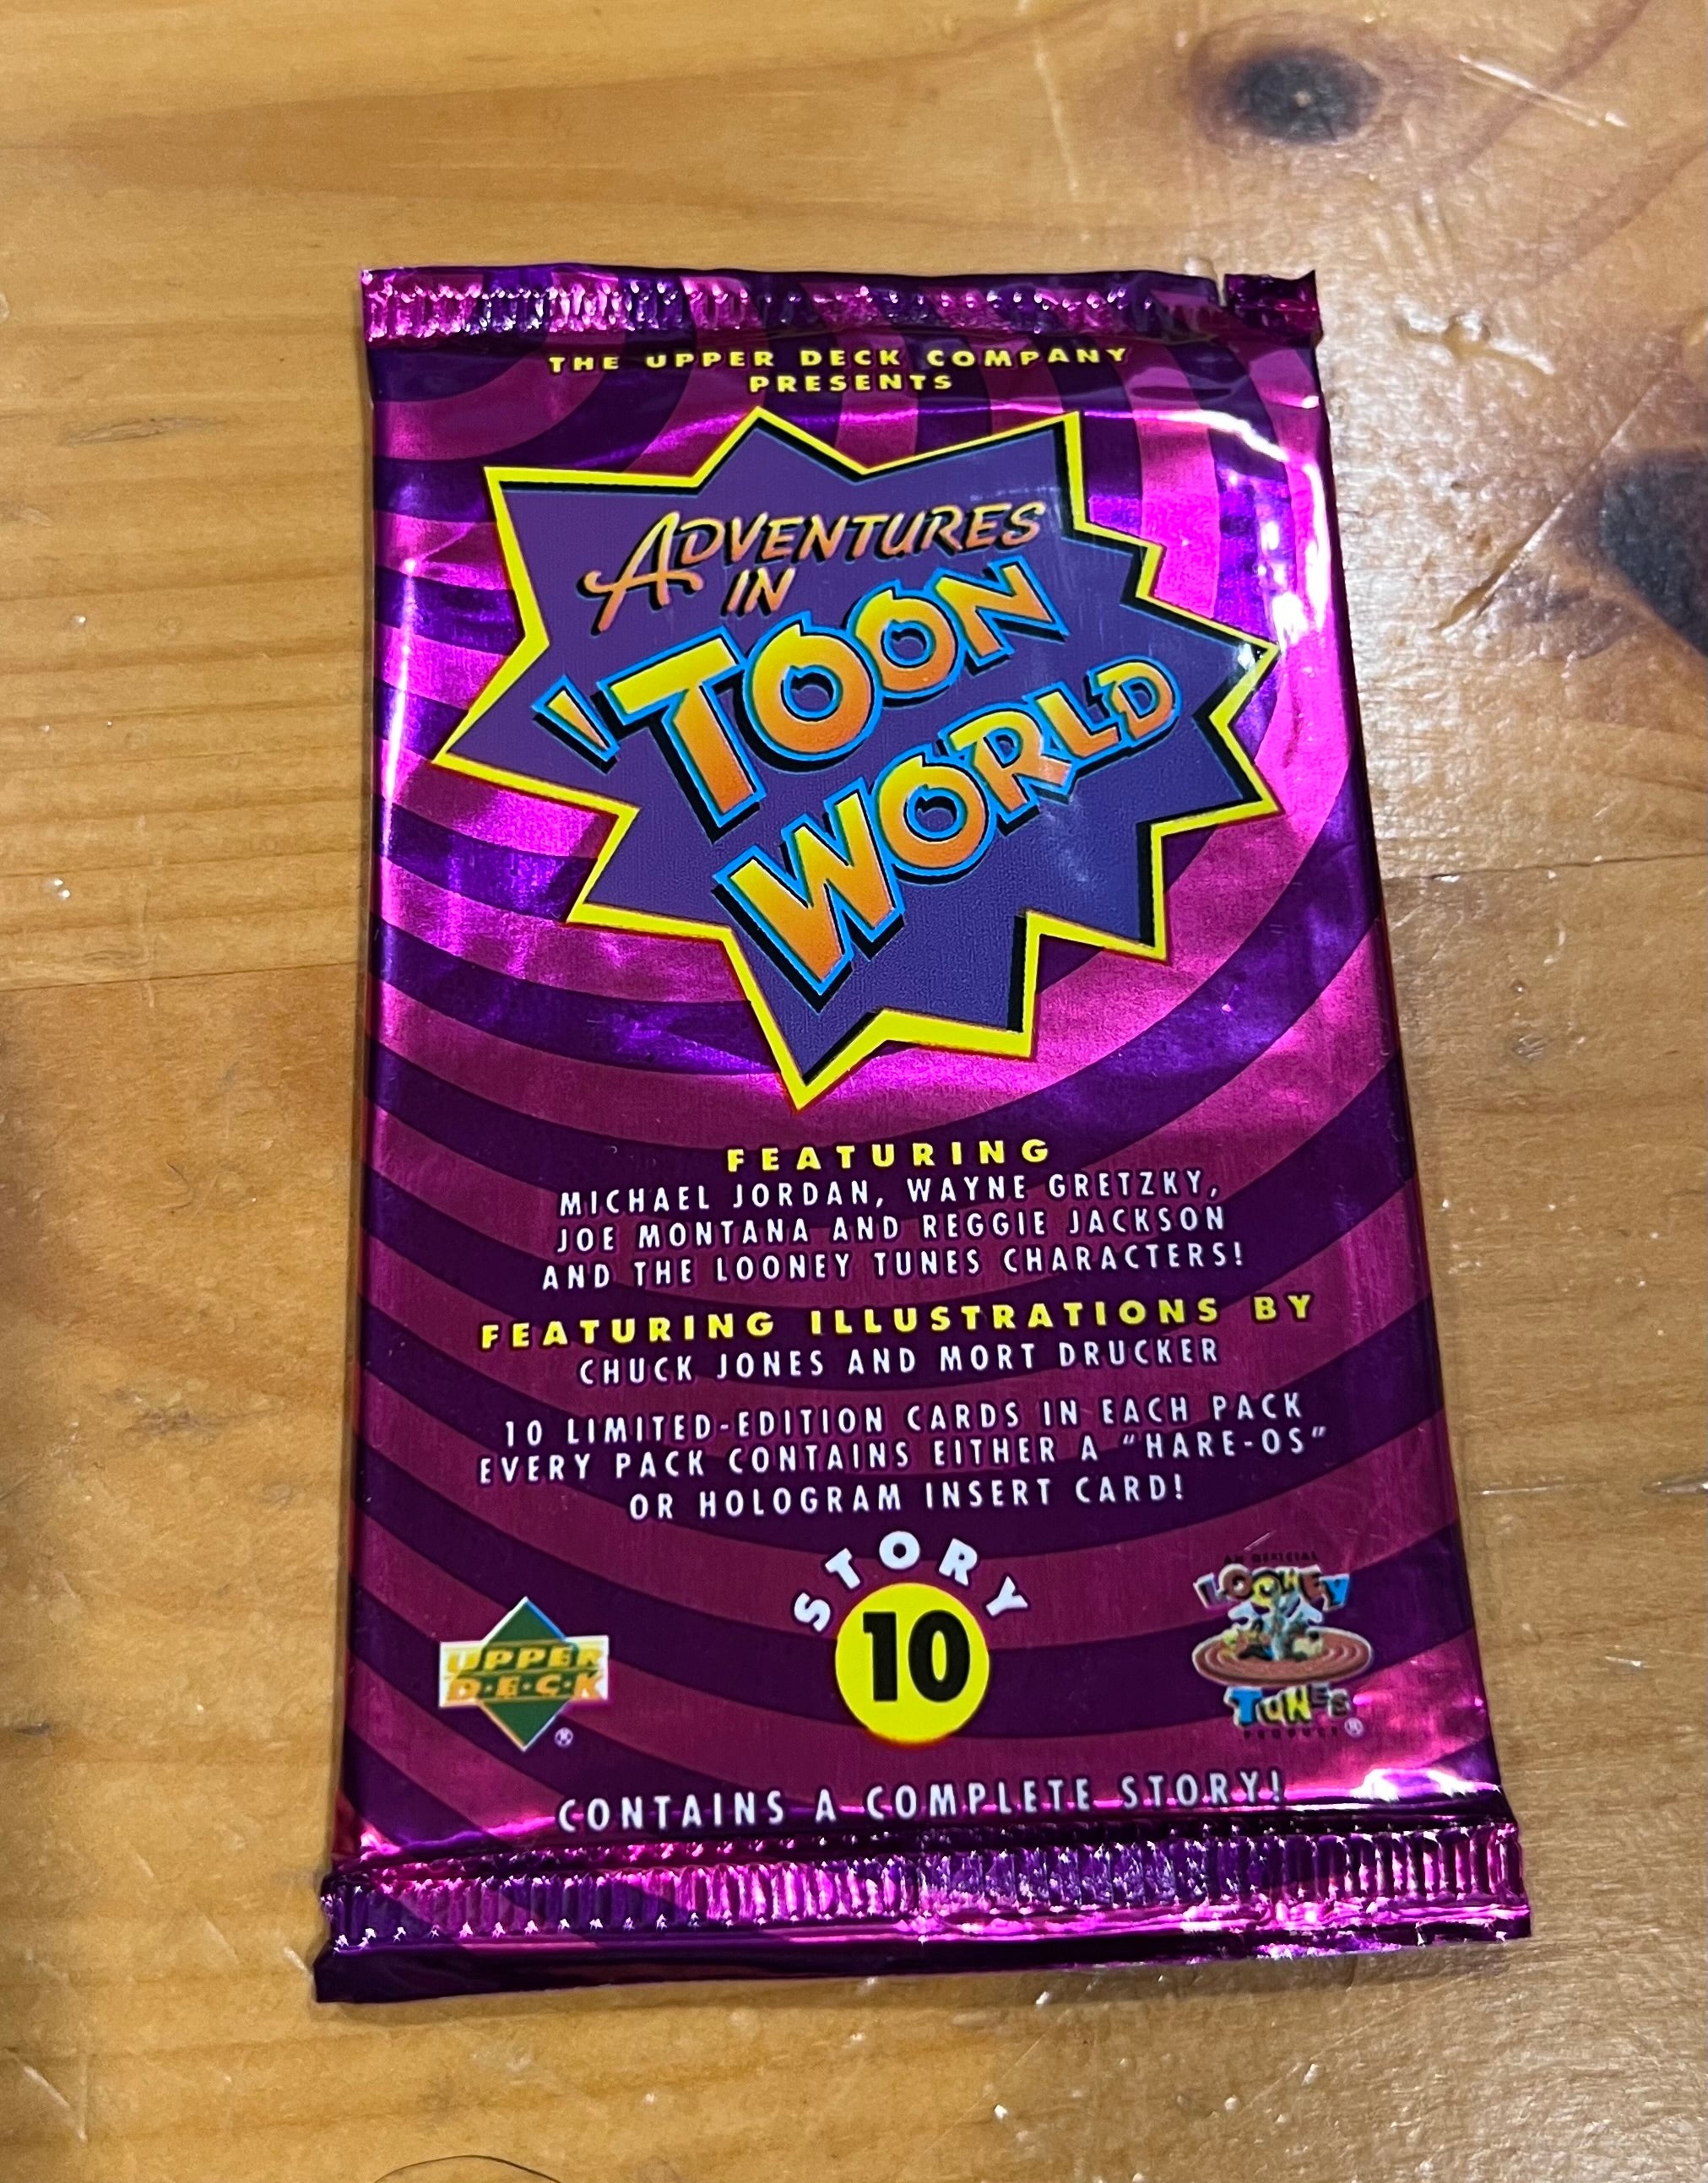 THE UPPER DECK COMPANY
PRESENTS
ADVENTURES
IN
'TOON
WORLD
FEATURING
MICHAEL JORDAN, WAYNE GRETZKY,
JOE MONTANA AND REGGIE JACKSON
AND THE LOONEY TUNES CHARACTERS!
FEATURING ILLUSTRATIONS BY
CHUCK JONES AND MORT DRUCKER
10 LIMITED-EDITION CARDS IN EACH PACK
EVERY PACK CONTAINS EITHER A "HARE-OS"
OR HOLOGRAM INSERT CARD!
STORY
10
UPPER
D·E·C·K
®
AN OFFICIAL
LOONEY
TUNES
PRODUCT ®
CONTAINS A COMPLETE STORY!